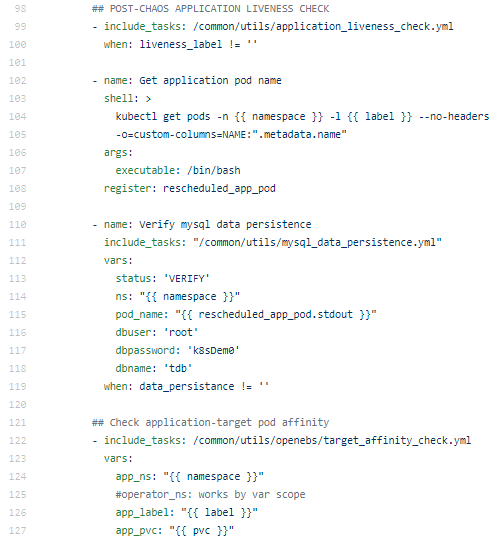 98 ## POST-CHAOS APPLICATION LIVENESS CHECK
99 - include_tasks: /common/utils/application_liveness_check.yml
100 when: liveness_label != ''
101
102 - name: Get application pod name
103 shell: >
104 kubectl get pods -n {{ namespace }} -l {{ label }} --no-headers
105 -o=custom-columns=NAME:".metadata.name"
106 args:
107 executable: /bin/bash
108 register: rescheduled_app_pod
109
110 - name: Verify mysql data persistence
111 include_tasks: "/common/utils/mysql_data_persistence.yml"
112 vars:
113 status: 'VERIFY'
114 ns: "{{ namespace }}"
115 pod_name: "{{ rescheduled_app_pod.stdout }}"
116 dbuser: 'root'
117 dbpassword: 'k8sDem0'
118 dbname: 'tdb'
119 when: data_persistance != ''
120
121 ## Check application-target pod affinity
122 - include_tasks: /common/utils/openebs/target_affinity_check.yml
123 vars:
124 app_ns: "{{ namespace }}"
125 #operator_ns: works by var scope
126 app_label: "{{ label }}"
127 app_pvc: "{{ pvc }}"